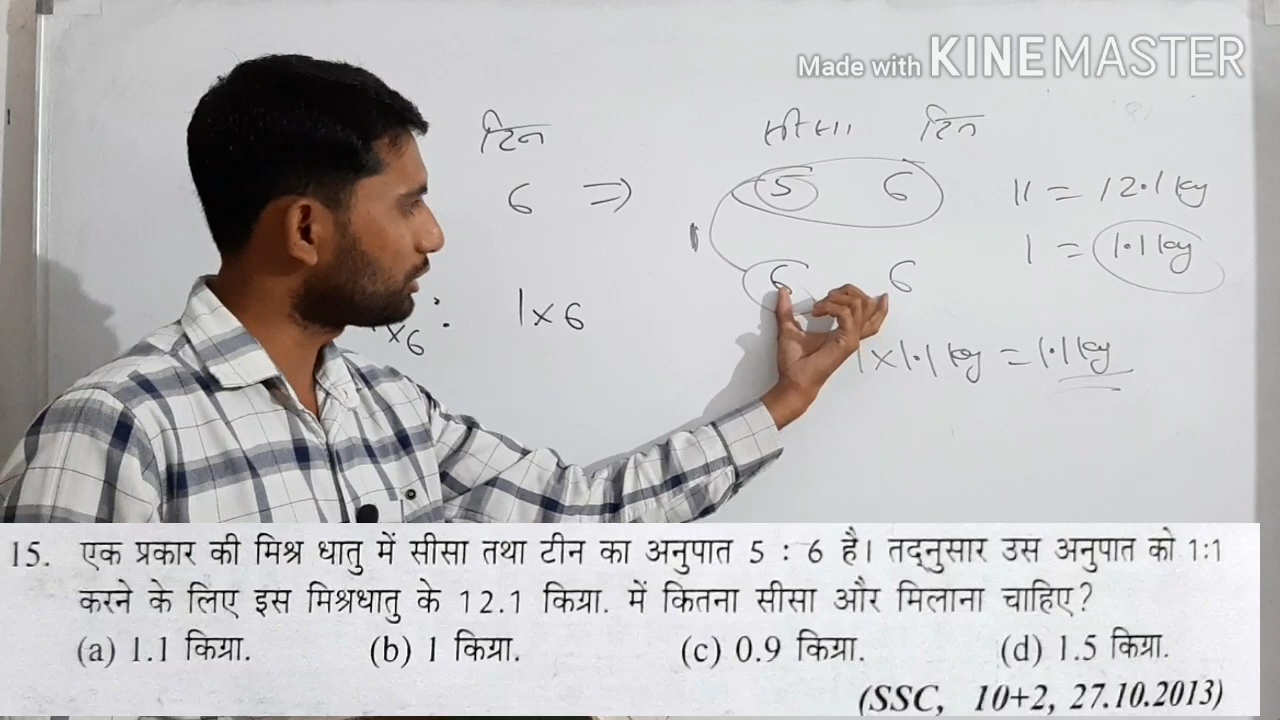 Made with KINEMASTER
टिन सीसा टिन
6 ⇒ 5 6 11 = 12.1 kg
1 1 = 1.1 kg
6 6
×6 : 1×6
1×1.1 kg = 1.1 kg
15. एक प्रकार की मिश्र धातु में सीसा तथा टीन का अनुपात 5 : 6 है। तद्नुसार उस अनुपात को 1:1
करने के लिए इस मिश्रधातु के 12.1 किग्रा. में कितना सीसा और मिलाना चाहिए?
(a) 1.1 किग्रा. (b) 1 किग्रा. (c) 0.9 किग्रा. (d) 1.5 किग्रा.
(SSC, 10+2, 27.10.2013)